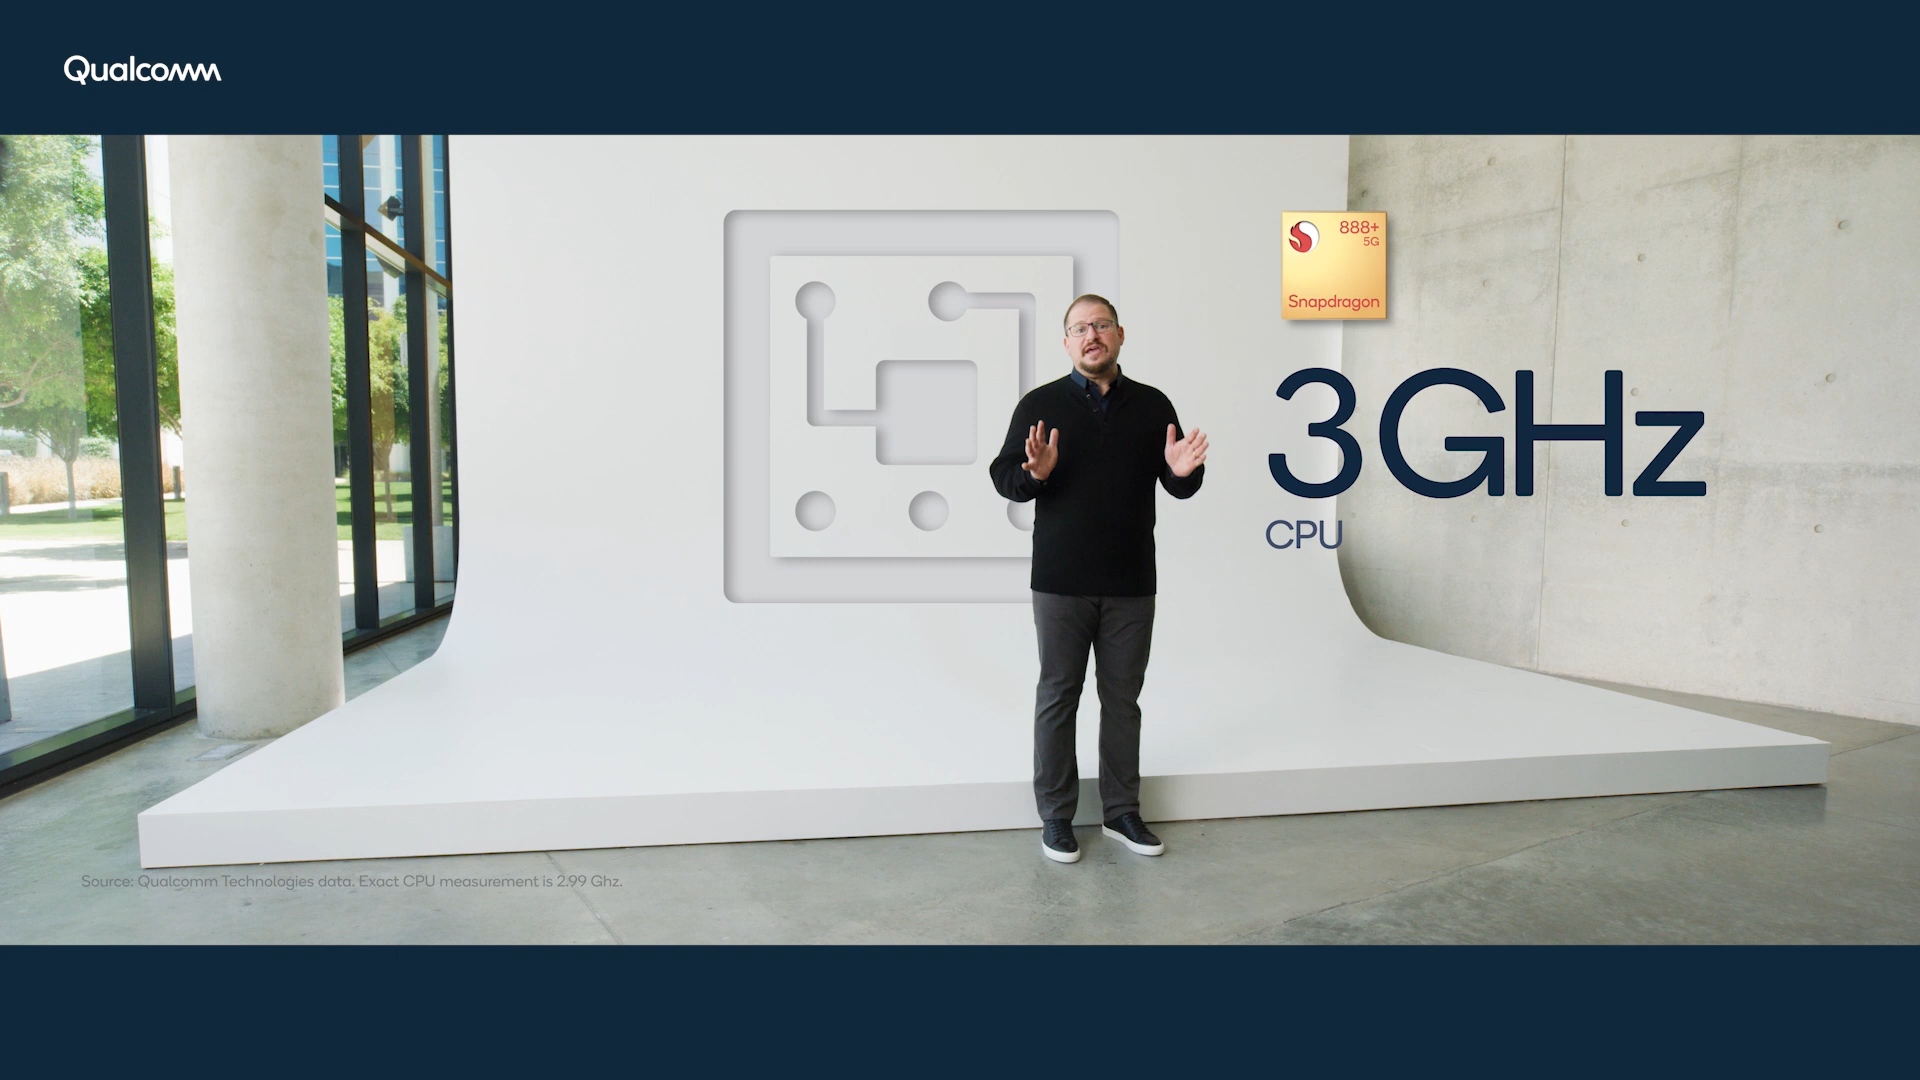 Qualcomm
888+
5G
Snapdragon
3GHz
CPU
Source: Qualcomm Technologies data. Exact CPU measurement is 2.99 Ghz.